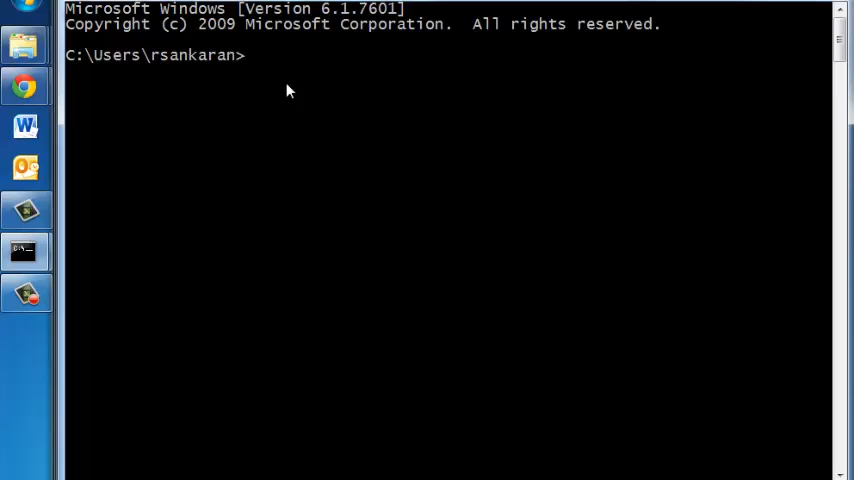 Microsoft Windows [Version 6.1.7601]
Copyright (c) 2009 Microsoft Corporation.  All rights reserved.
C:\Users\rsankaran>